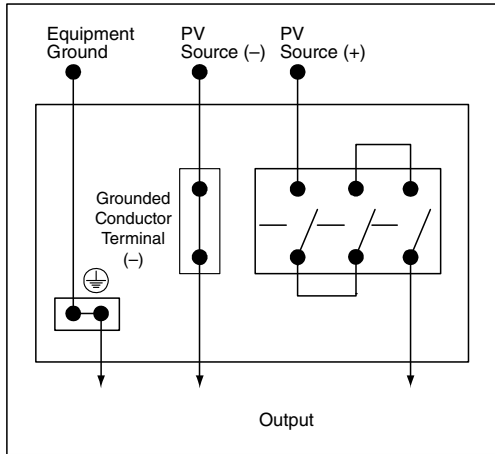 Equipment
Ground
PV
Source (–)
PV
Source (+)
Grounded
Conductor
Terminal
(–)
Output